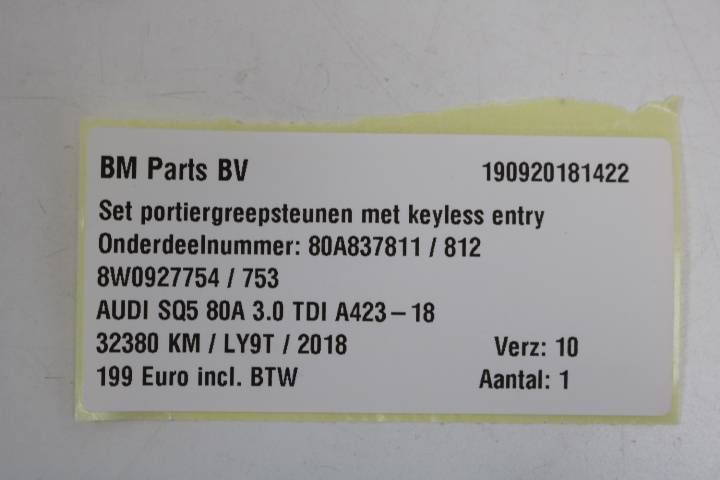 BM Parts BV 190920181422
Set portiergreepsteunen met keyless entry
Onderdeelnummer: 80A837811 / 812
8W0927754 / 753
AUDI SQ5 80A 3.0 TDI A423 – 18
32380 KM / LY9T / 2018 Verz: 10
199 Euro incl. BTW Aantal: 1